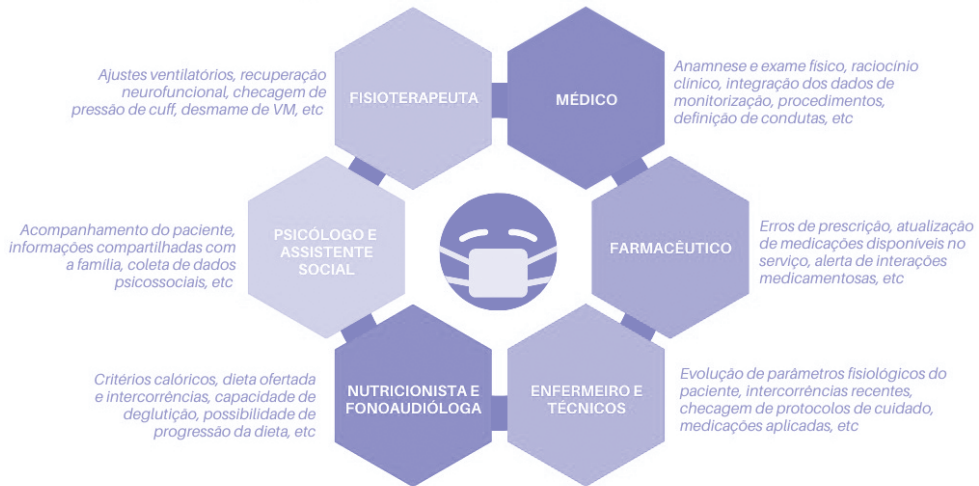 Ajustes ventilatórios, recuperação
neurofuncional, checagem de
pressão de cuff, desmame de VM, etc
FISIOTERAPEUTA
MÉDICO
Anamnese e exame físico, raciocínio
clínico, integração dos dados de
monitorização, procedimentos,
definição de condutas, etc
Acompanhamento do paciente,
informações compartilhadas com
a família, coleta de dados
psicossociais, etc
PSICÓLOGO E
ASSISTENTE
SOCIAL
FARMACÊUTICO
Erros de prescrição, atualização
de medicações disponíveis no
serviço, alerta de interações
medicamentosas, etc
Critérios calóricos, dieta ofertada
e intercorrências, capacidade de
deglutição, possibilidade de
progressão da dieta, etc
NUTRICIONISTA E
FONOAUDIÓLOGA
ENFERMEIRO E
TÉCNICOS
Evolução de parâmetros fisiológicos do
paciente, intercorrências recentes,
checagem de protocolos de cuidado,
medicações aplicadas, etc